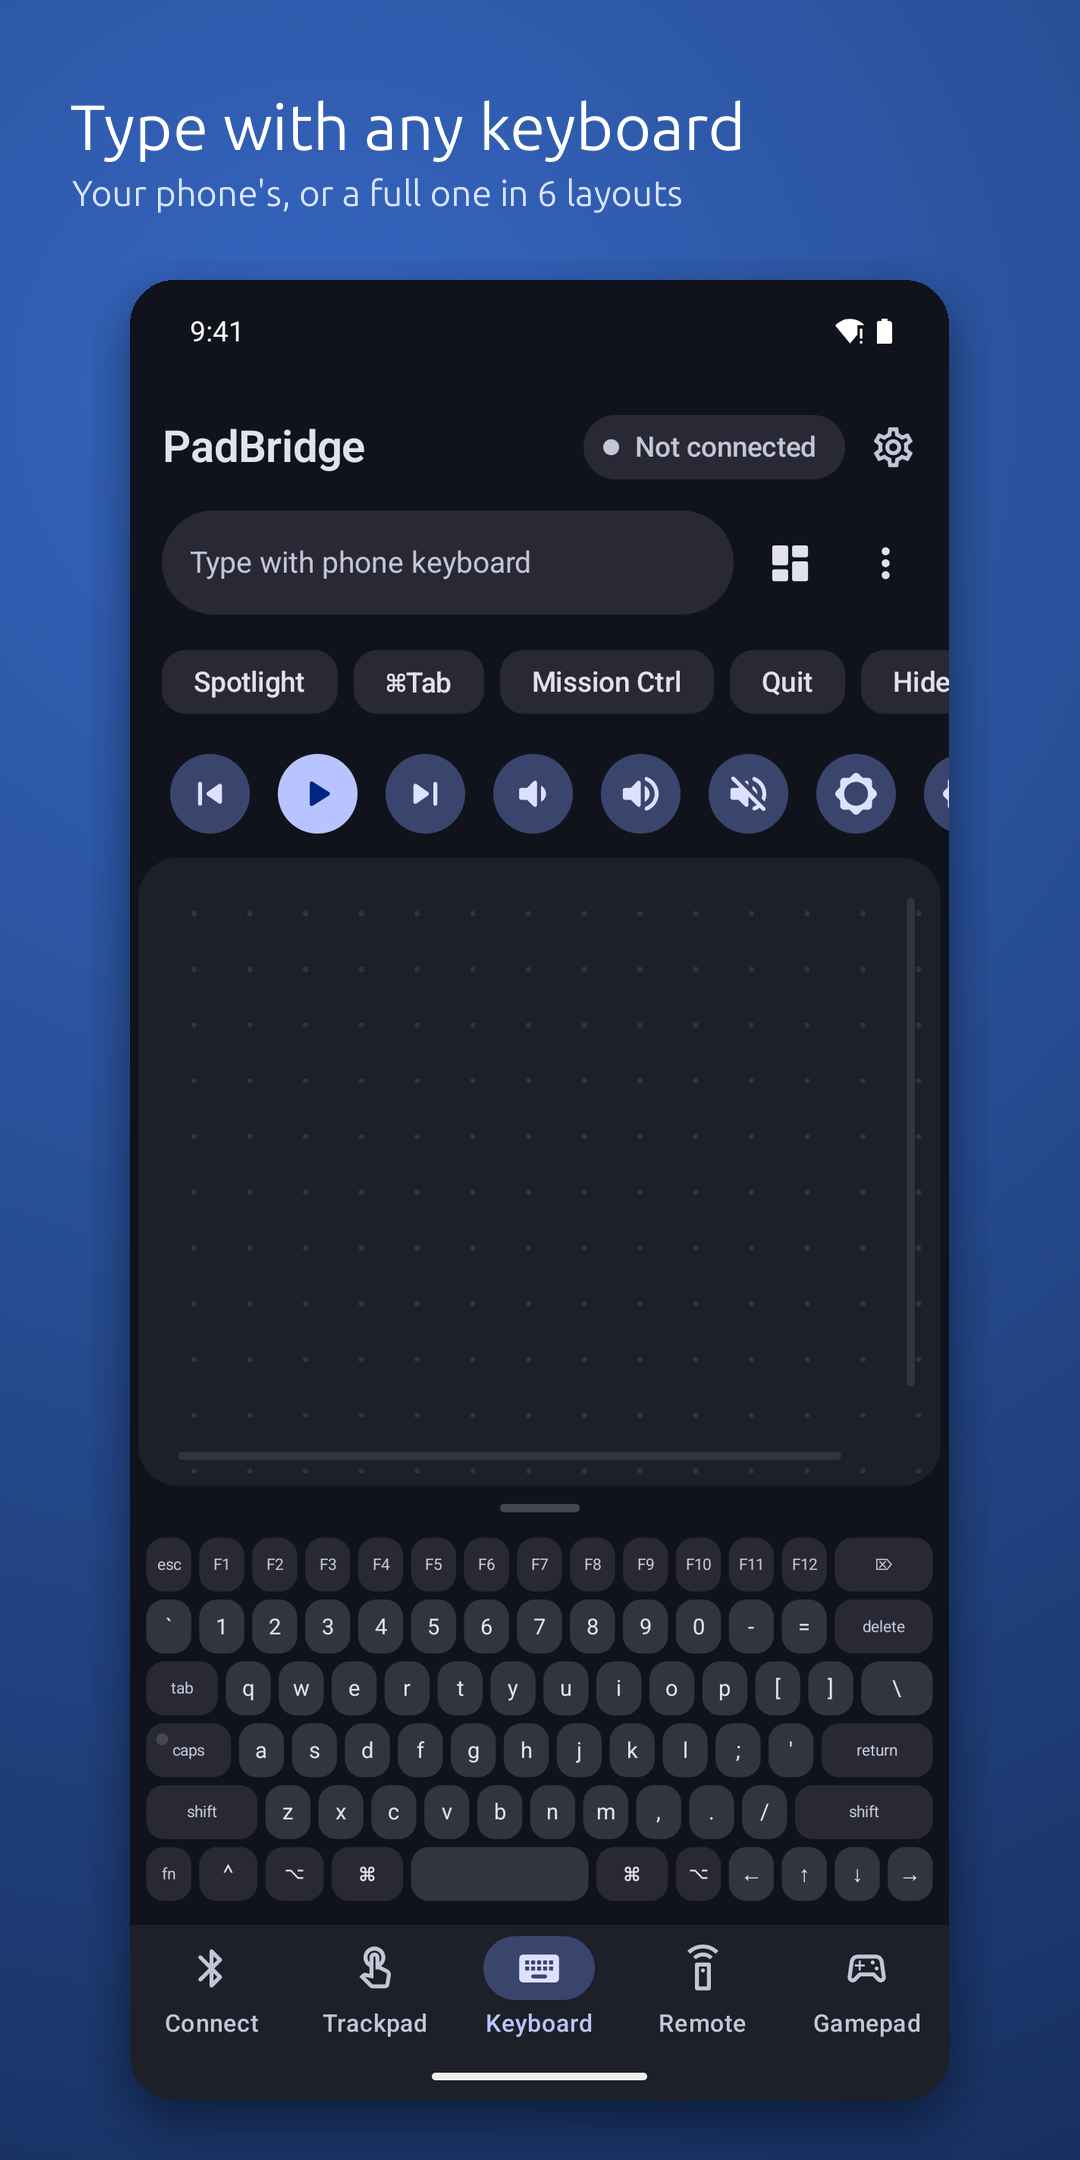 Type with any keyboard
Your phone's, or a full one in 6 layouts
9:41
PadBridge
Not connected
Type with phone keyboard
Spotlight ⌘Tab Mission Ctrl Quit Hide
esc F1 F2 F3 F4 F5 F6 F7 F8 F9 F10 F11 F12 ⌦
` 1 2 3 4 5 6 7 8 9 0 - = delete
tab q w e r t y u i o p [ ] \
caps a s d f g h j k l ; ' return
shift z x c v b n m , . / shift
fn ^ ⌥ ⌘ ⌘ ⌥ ← ↑ ↓ →
Connect Trackpad Keyboard Remote Gamepad